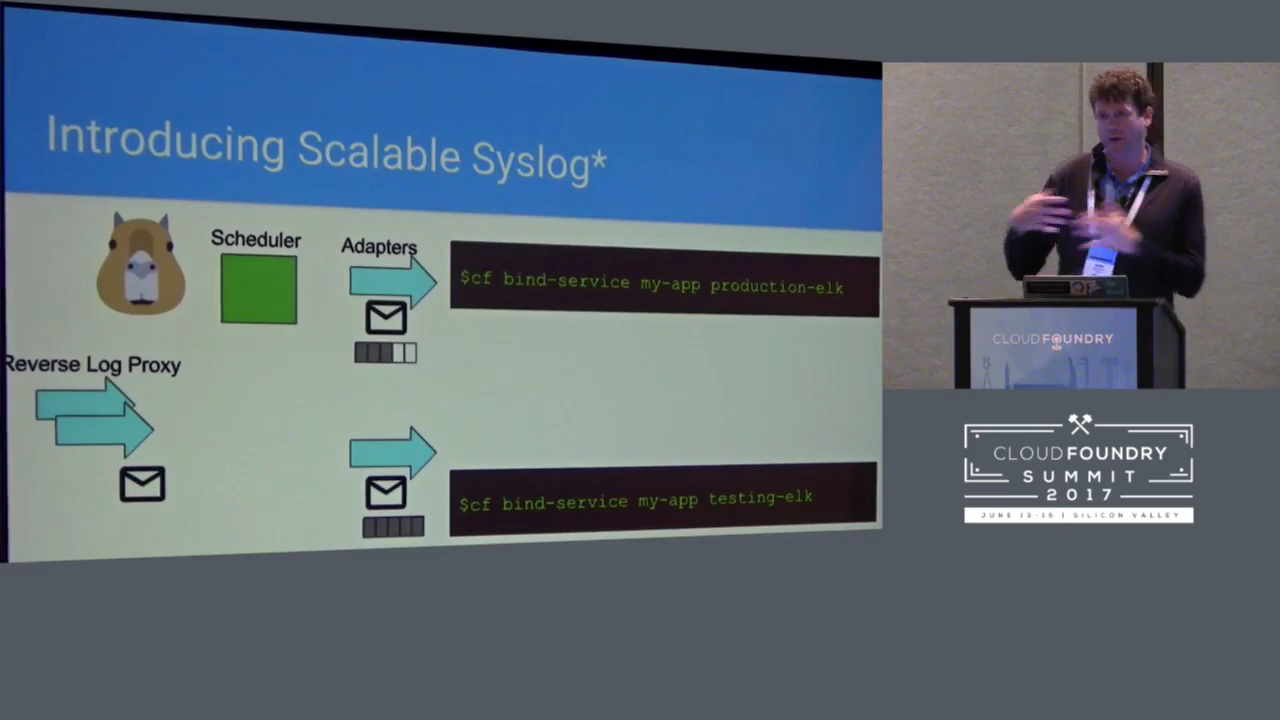 Introducing Scalable Syslog*
Scheduler
Adapters
$cf bind-service my-app production-elk
Reverse Log Proxy
$cf bind-service my-app testing-elk
CLOUDFOUNDRY
CLOUDFOUNDRY
SUMMIT
2017
JUNE 13-15 | SILICON VALLEY